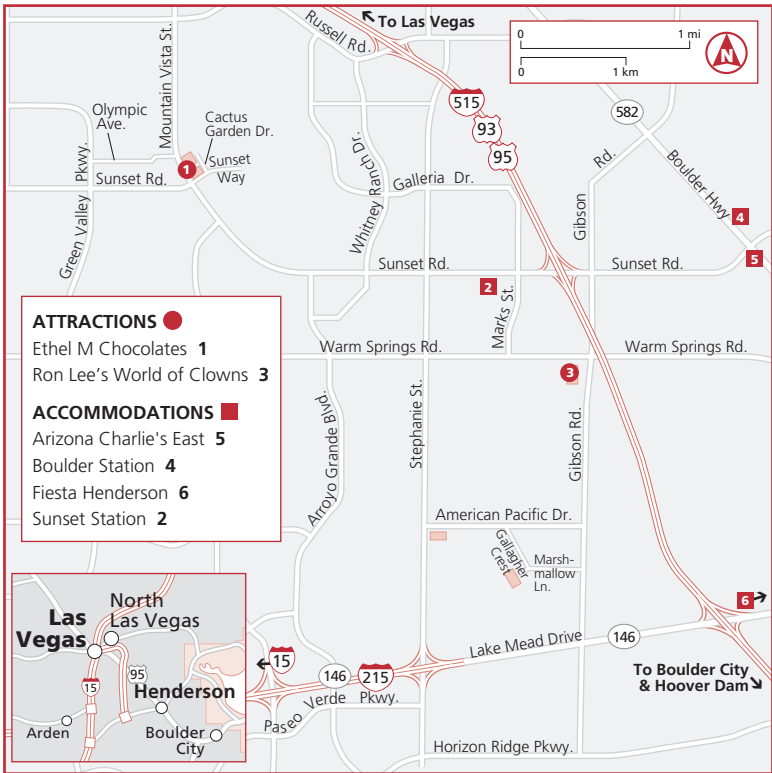 To Las Vegas
Russell Rd.
0 1 mi
0 1 km
N
Mountain Vista St.
515
93
95
582
Olympic
Ave.
Cactus
Garden Dr.
Sunset
Way
1
Sunset Rd.
Green Valley Pkwy.
Whitney Ranch Dr.
Galleria Dr.
Gibson Rd.
Boulder Hwy
4
5
Sunset Rd.
Sunset Rd.
2
Marks St.
ATTRACTIONS
Ethel M Chocolates 1
Ron Lee's World of Clowns 3
ACCOMMODATIONS
Arizona Charlie's East 5
Boulder Station 4
Fiesta Henderson 6
Sunset Station 2
Warm Springs Rd.
Warm Springs Rd.
3
Stephanie St.
Arroyo Grande Blvd.
Gibson Rd.
American Pacific Dr.
Gallagher
Crest
Marsh-
mallow
Ln.
6
Lake Mead Drive
146
15
146
215
Paseo Verde Pkwy.
To Boulder City
& Hoover Dam
Horizon Ridge Pkwy.
Las
Vegas
North
Las Vegas
95
15
Henderson
Arden
Boulder
City